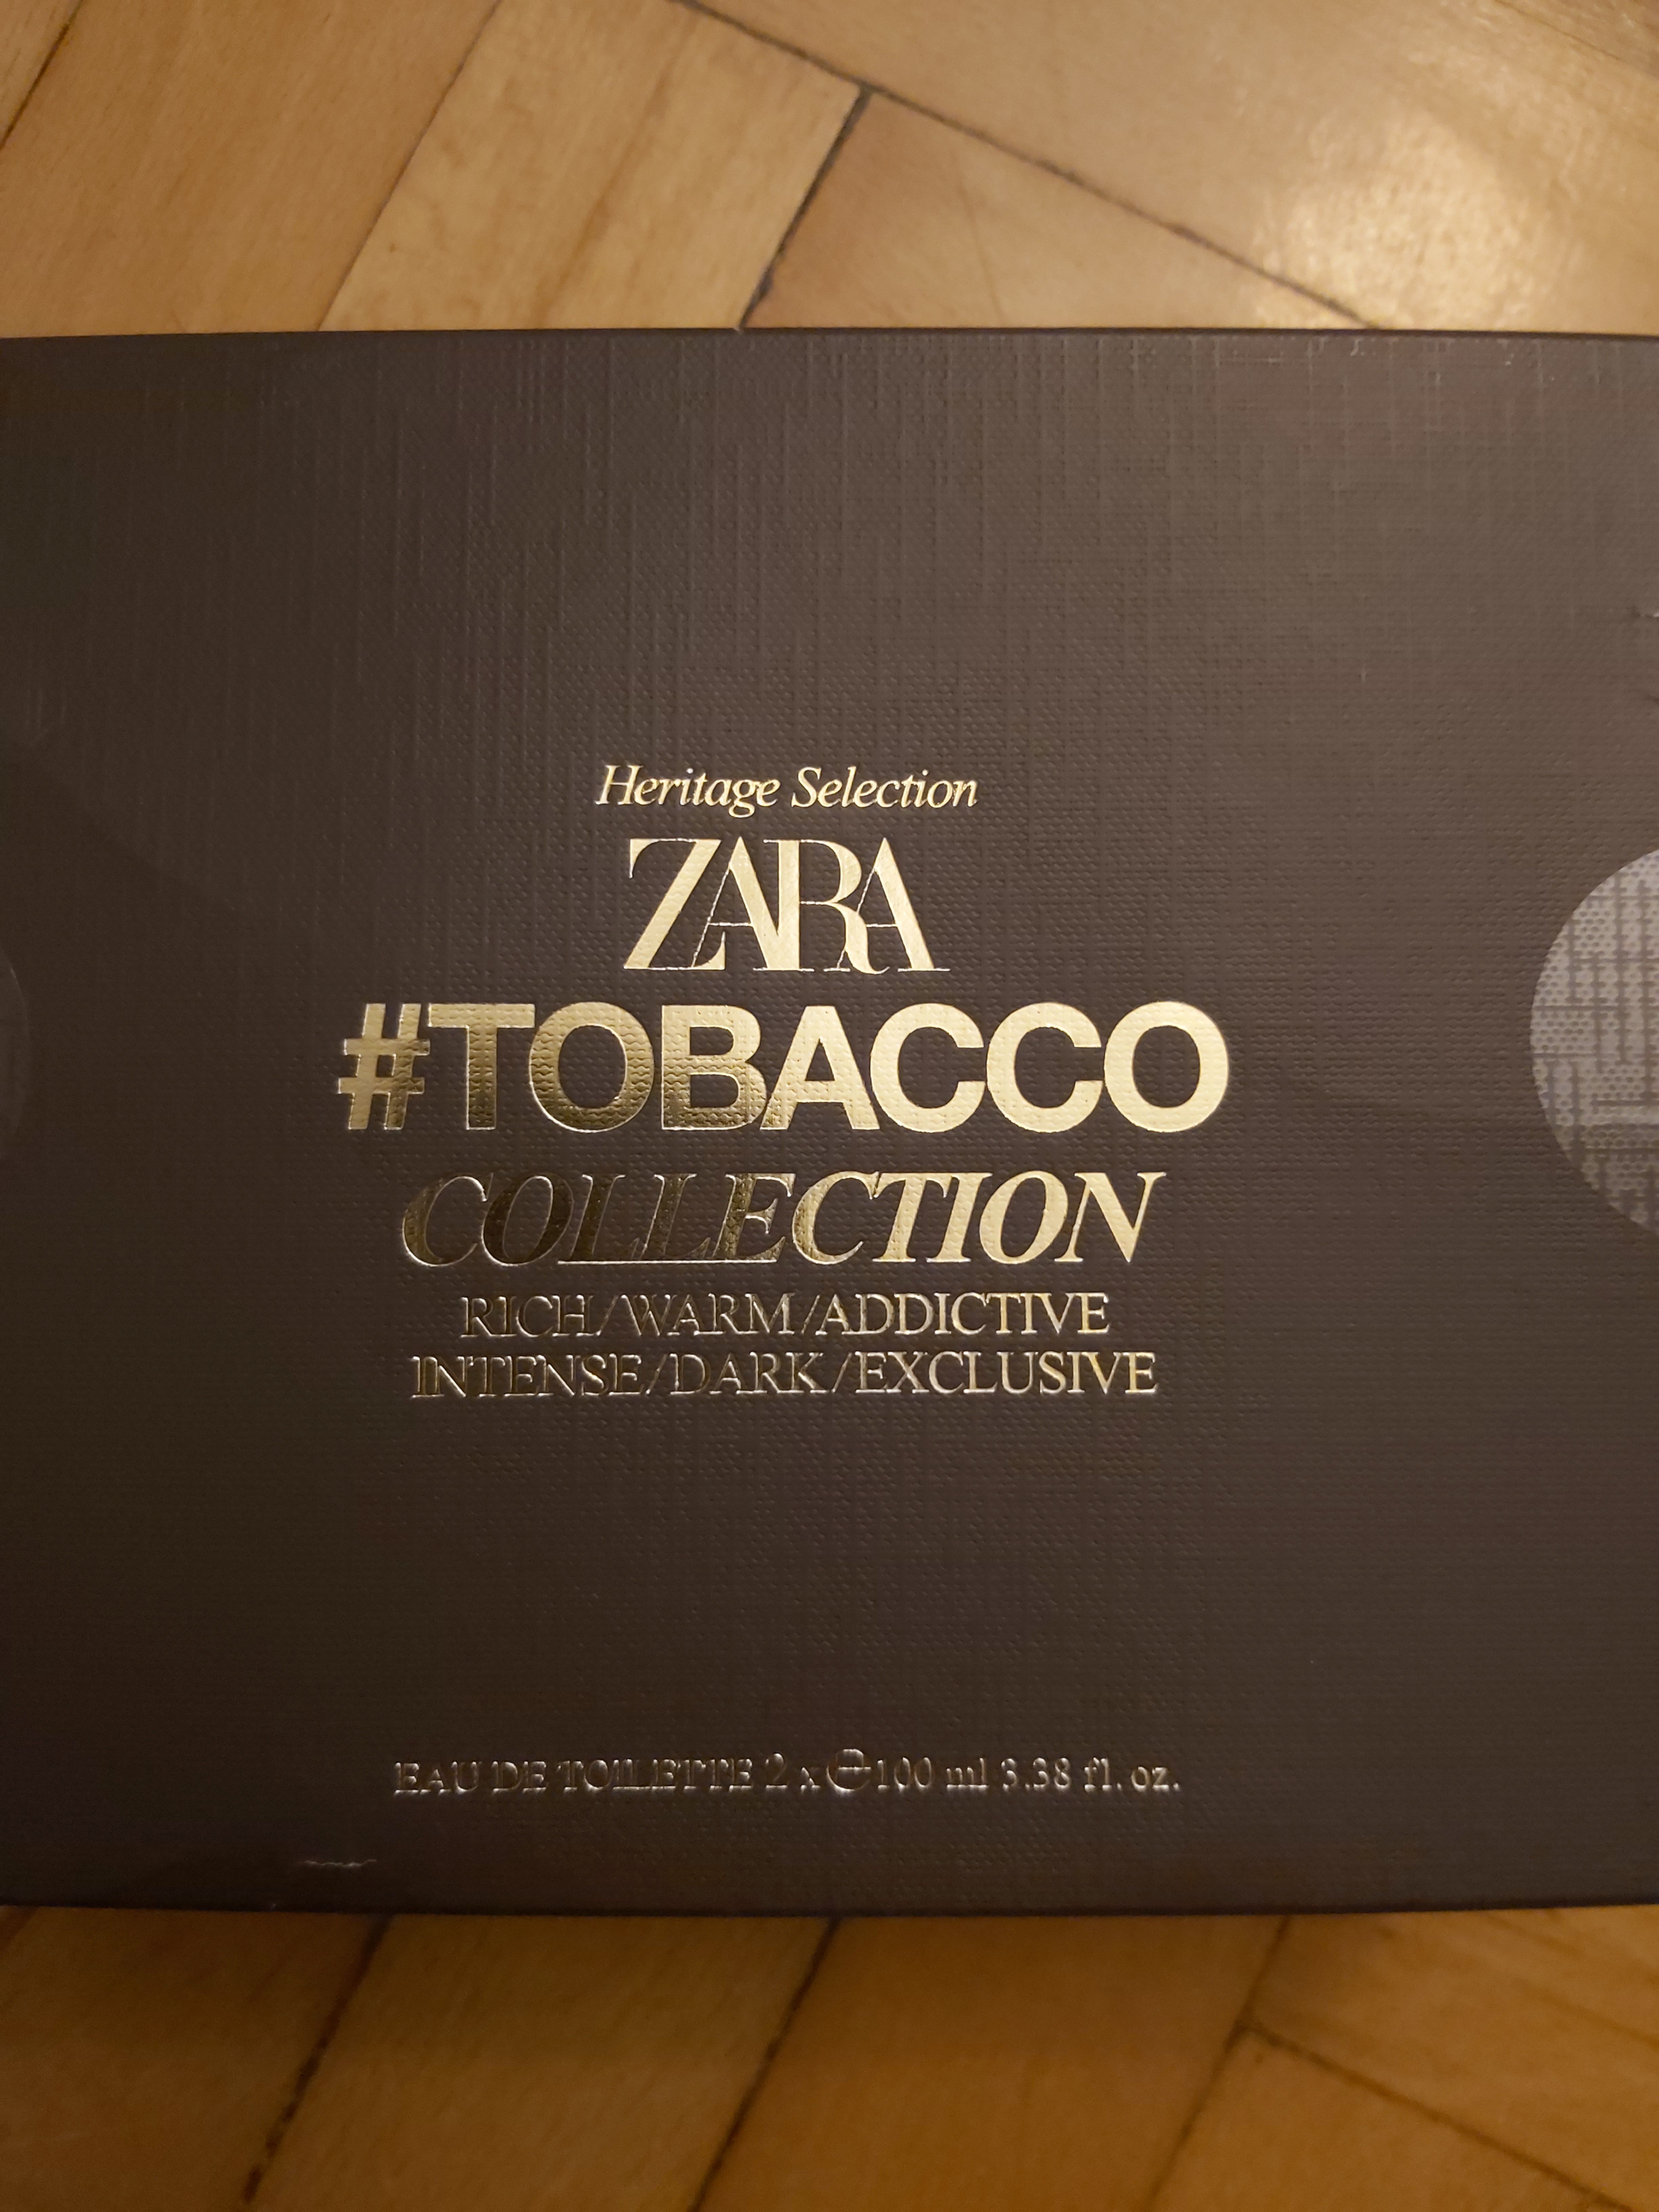 Heritage Selection
ZARA
#TOBACCO
COLLECTION
RICH/WARM/ADDICTIVE
INTENSE/DARK/EXCLUSIVE
EAU DE TOILETTE 2 x ℮ 100 ml 3.38 fl. oz.